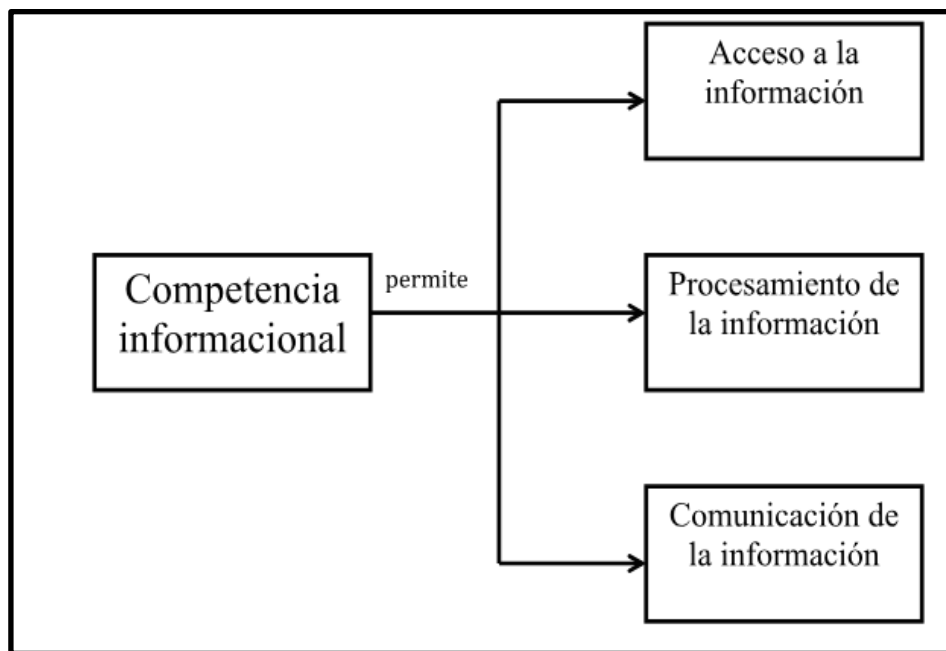 Acceso a la
información
Competencia
informacional
permite
Procesamiento de
la información
Comunicación de
la información